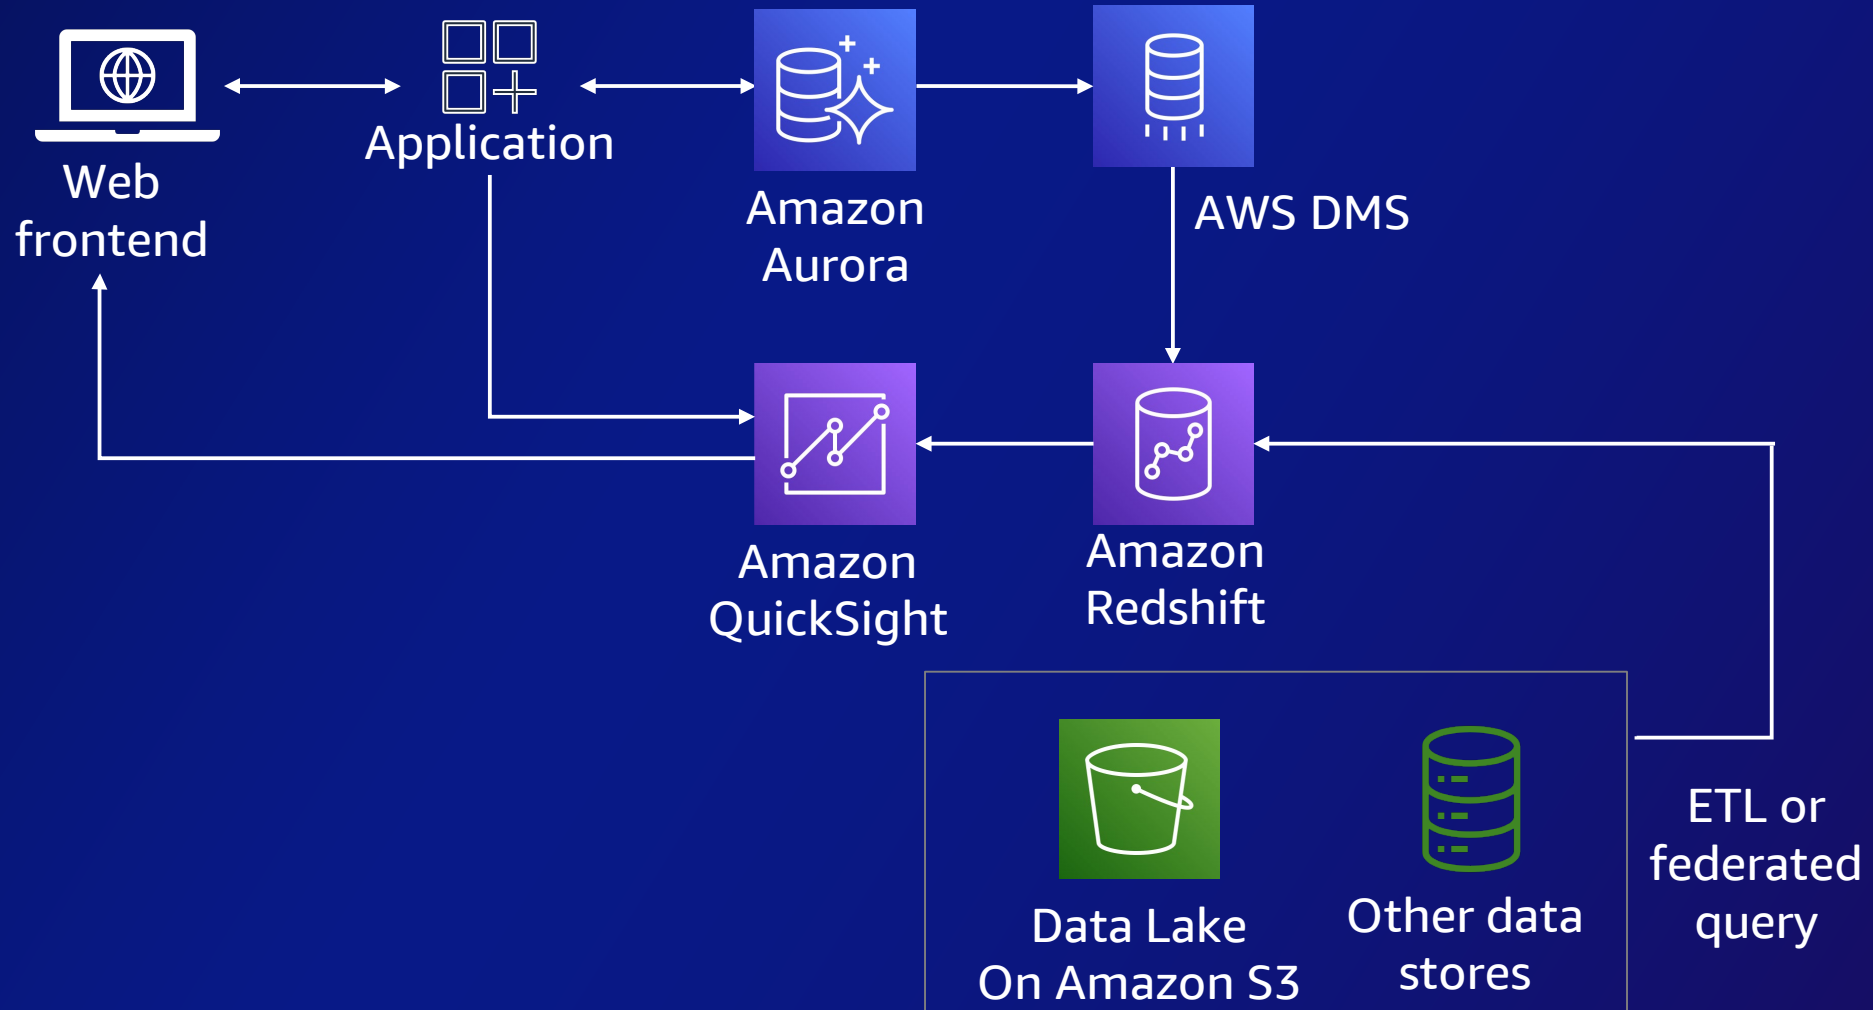 Web
frontend
Application
Amazon
Aurora
AWS DMS
Amazon
QuickSight
Amazon
Redshift
Data Lake
On Amazon S3
Other data
stores
ETL or
federated
query